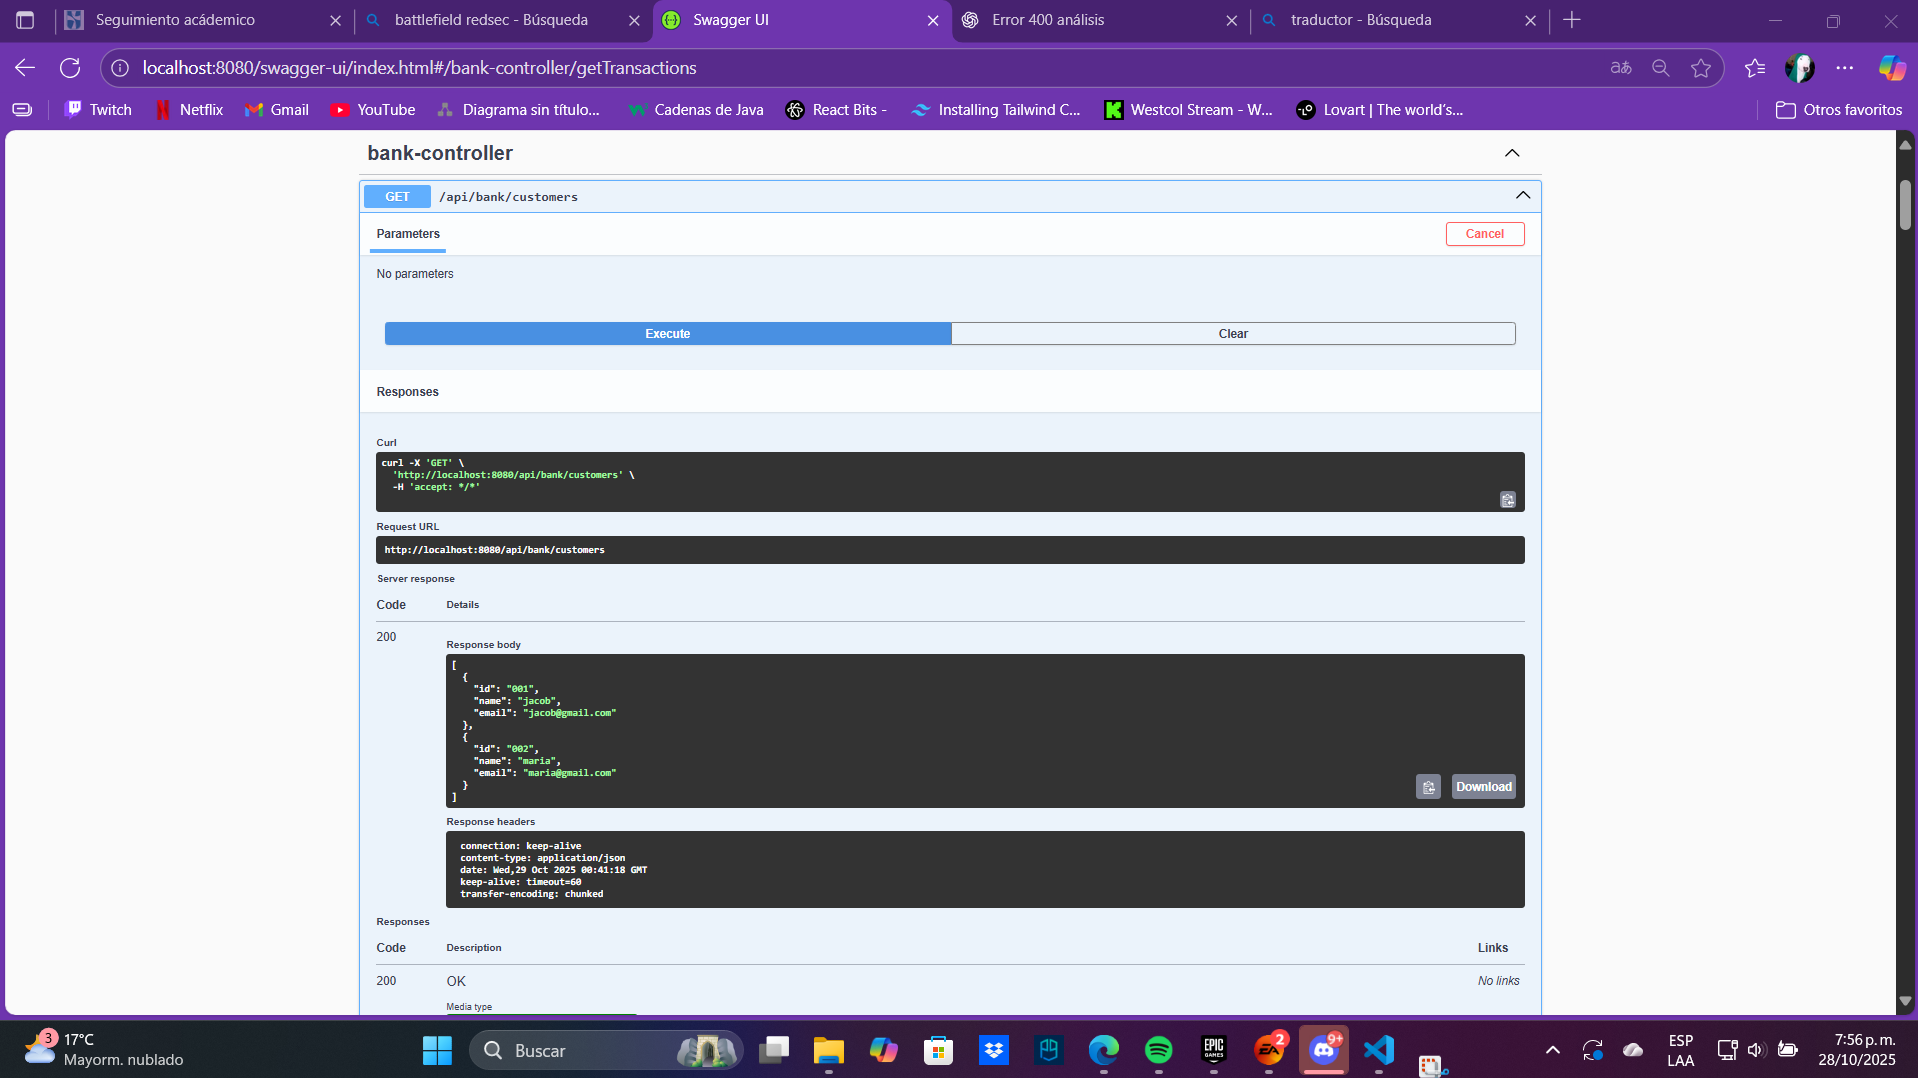 Seguimiento acádemico
battlefield redsec - Búsqueda
Swagger UI
Error 400 análisis
traductor - Búsqueda
localhost:8080/swagger-ui/index.html#/bank-controller/getTransactions
Twitch
Netflix
Gmail
YouTube
Diagrama sin título...
Cadenas de Java
React Bits -
Installing Tailwind C...
Westcol Stream - W...
Lovart | The world's...
Otros favoritos
bank-controller
GET /api/bank/customers
Parameters
Cancel
No parameters
Execute
Clear
Responses
Curl
curl -X 'GET' \
'http://localhost:8080/api/bank/customers' \
-H 'accept: */*'
Request URL
http://localhost:8080/api/bank/customers
Server response
Code Details
200
Response body
[
{
"id": "001",
"name": "jacob",
"email": "jacob@gmail.com"
},
{
"id": "002",
"name": "maria",
"email": "maria@gmail.com"
}
]
Download
Response headers
connection: keep-alive
content-type: application/json
date: Wed,29 Oct 2025 00:41:18 GMT
keep-alive: timeout=60
transfer-encoding: chunked
Responses
Code Description Links
200 OK No links
Media type
3
17°C
Mayorm. nublado
Buscar
EPIC GAMES
EA
2
9+
ESP
LAA
7:56 p. m.
28/10/2025